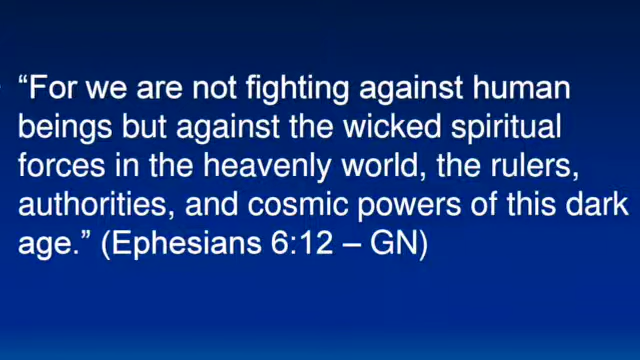 “For we are not fighting against human
beings but against the wicked spiritual
forces in the heavenly world, the rulers,
authorities, and cosmic powers of this dark
age.” (Ephesians 6:12 – GN)